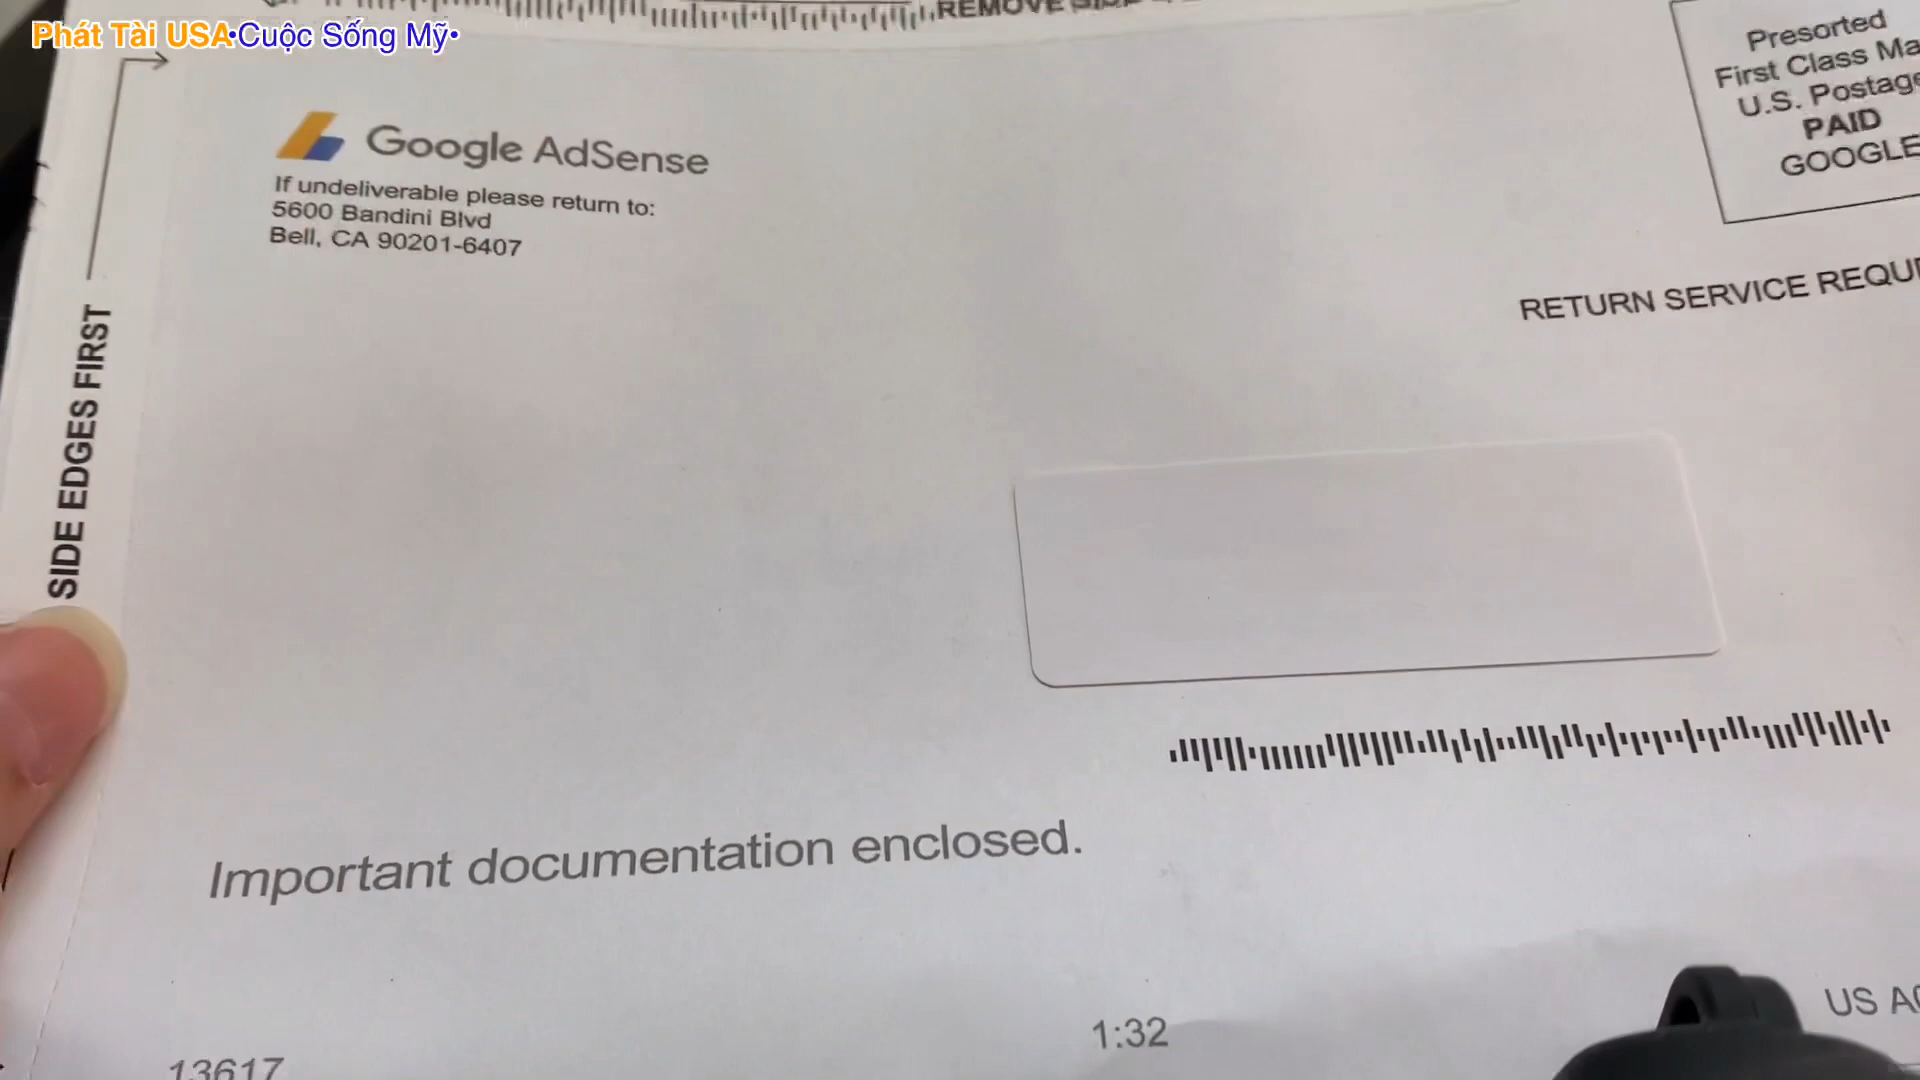 Phát Tài USA•Cuộc Sống Mỹ•
REMOVE
Presorted
First Class
U.S. Postage
PAID
GOOGLE
Google AdSense
If undeliverable please return to:
5600 Bandini Blvd
Bell, CA 90201-6407
RETURN SERVICE
SIDE EDGES FIRST
Important documentation enclosed.
US
1:32
13617